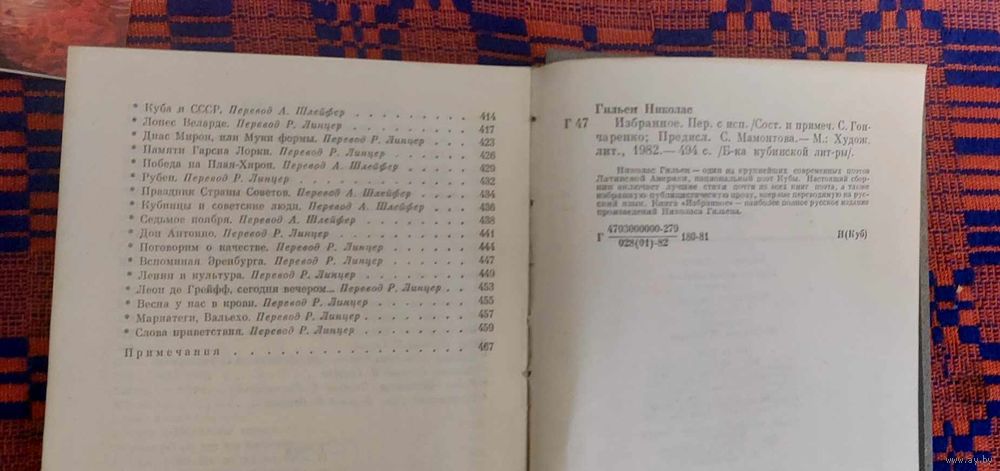 * Куба и СССР. Перевод А. Шлейфер . . . . . . . . . 414
* Лопес Веларде. Перевод Р. Линцер . . . . . . . . . 417
* Диас Мирон, или Муки формы. Перевод Р. Линцер . . . 423
* Памяти Гарсиа Лорки. Перевод Р. Линцер . . . . . . 426
* Победа на Плая-Хирон. Перевод А. Шлейфер . . . . . 429
* Рубен. Перевод Р. Линцер . . . . . . . . . 432
* Праздник Страны Советов. Перевод А. Шлейфер . . . . 434
* Кубинцы и советские люди. Перевод А. Шлейфер . . . 436
* Седьмое ноября. Перевод А. Шлейфер . . . . . . . 438
* Дон Антонио. Перевод Р. Линцер . . . . . . . . . 441
* Поговорим о качестве. Перевод Р. Линцер . . . . . . 444
* Вспоминая Эренбурга. Перевод Р. Линцер . . . . . . 447
* Ленин и культура. Перевод Р. Линцер . . . . . . . 449
* Леон де Грейфф, сегодня вечером... Перевод Р. Линцер . . 453
* Весна у нас в крови. Перевод Р. Линцер . . . . . . 455
* Мариатеги, Вальехо. Перевод Р. Линцер . . . . . . . 457
* Слова приветствия. Перевод Р. Линцер . . . . . . . 459
Примечания . . . . . . . . . . . . . . . 467
Гильен Николас
Г 47 Избранное. Пер. с исп. /Сост. и примеч. С. Гон-
чаренко; Предисл. С. Мамонтова.— М.: Худож.
лит., 1982.— 494 с. /Б-ка кубинской лит-ры/.
Николас Гильен — один из крупнейших современных поэтов
Латинской Америки, национальный поэт Кубы. Настоящий сбор-
ник включает лучшие стихи почти из всех книг поэта, а также
избранную публицистическую прозу, впервые переводимую на рус-
ский язык. Книга «Избранное» — наиболее полное русское издание
произведений Николаса Гильена.
Г 4703000000-279
028(01)-82 180-81 И(Куб)
www.ay.by